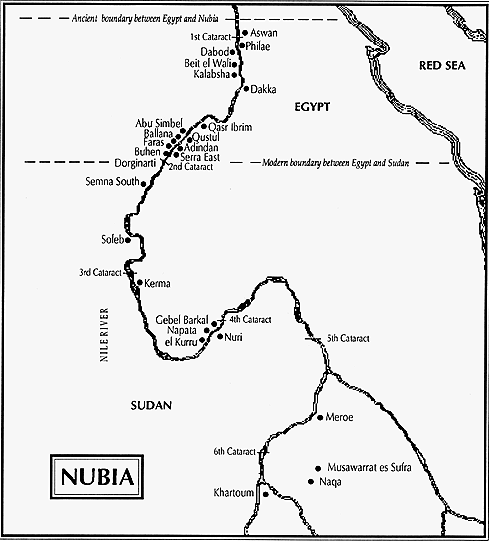 Ancient boundary between Egypt and Nubia
Aswan
1st Cataract
Philae
Dabod
Beit el Wali
Kalabsha
RED SEA
Dakka
EGYPT
Abu Simbel
Qasr Ibrim
Ballana
Qustul
Faras
Adindan
Buhen
Serra East
Dorginarti
2nd Cataract
Modern boundary between Egypt and Sudan
Semna South
Soleb
3rd Cataract
Kerma
NILE RIVER
Gebel Barkal
4th Cataract
Napata
el Kurru
Nuri
5th Cataract
SUDAN
Meroe
6th Cataract
Musawarrat es Sufra
NUBIA
Naqa
Khartoum